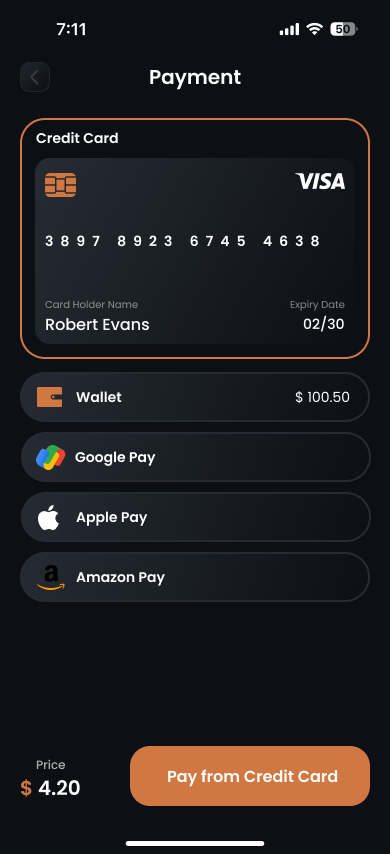 7:11
50
Payment
Credit Card
VISA
3897 8923 6745 4638
Card Holder Name
Expiry Date
Robert Evans
02/30
Wallet
$ 100.50
Google Pay
Apple Pay
a
Amazon Pay
Price
$ 4.20
Pay from Credit Card